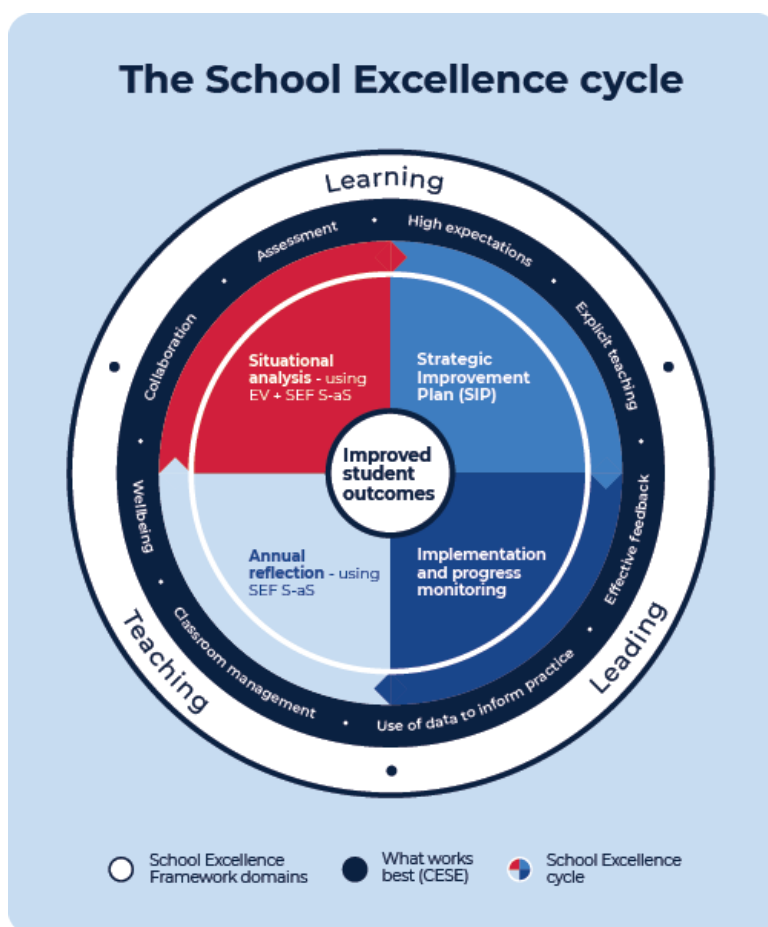 The School Excellence cycle
Learning
Assessment • High expectations
Collaboration
Explicit teaching
Situational
analysis - using
EV + SEF S-aS
Strategic
Improvement
Plan (SIP)
Improved
student
outcomes
Wellbeing
Effective feedback
Annual
reflection - using
SEF S-aS
Implementation
and progress
monitoring
Classroom management
Use of data to inform practice
Teaching
Leading
School Excellence
Framework domains
What works
best (CESE)
School Excellence
cycle